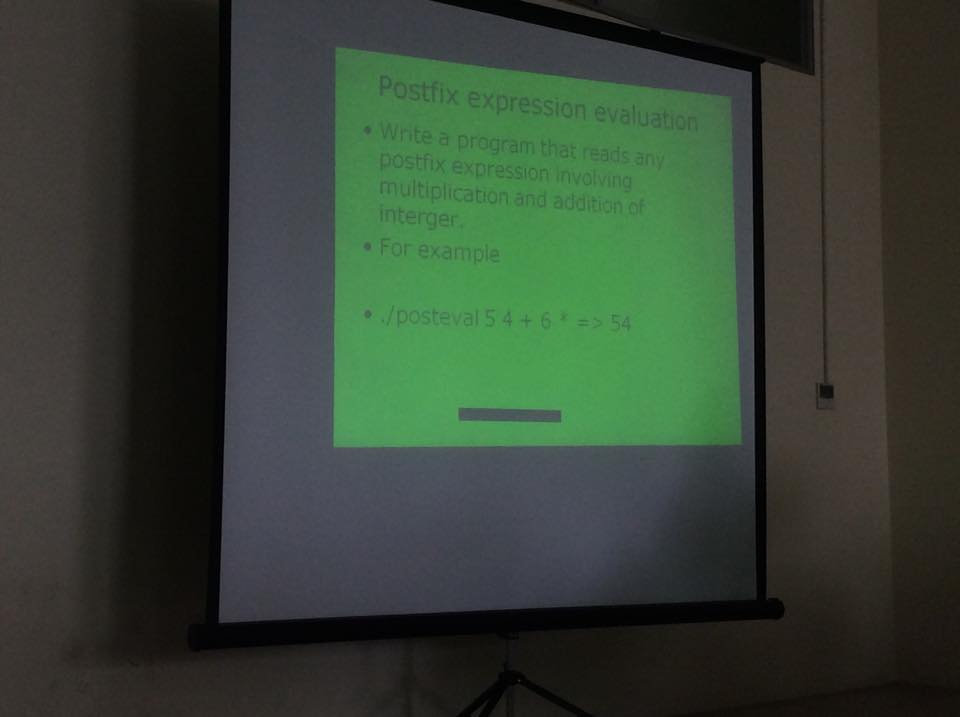 Postfix expression evaluation
• Write a program that reads any
postfix expression involving
multiplication and addition of
interger.
• For example
• ./posteval 5 4 + 6 * => 54